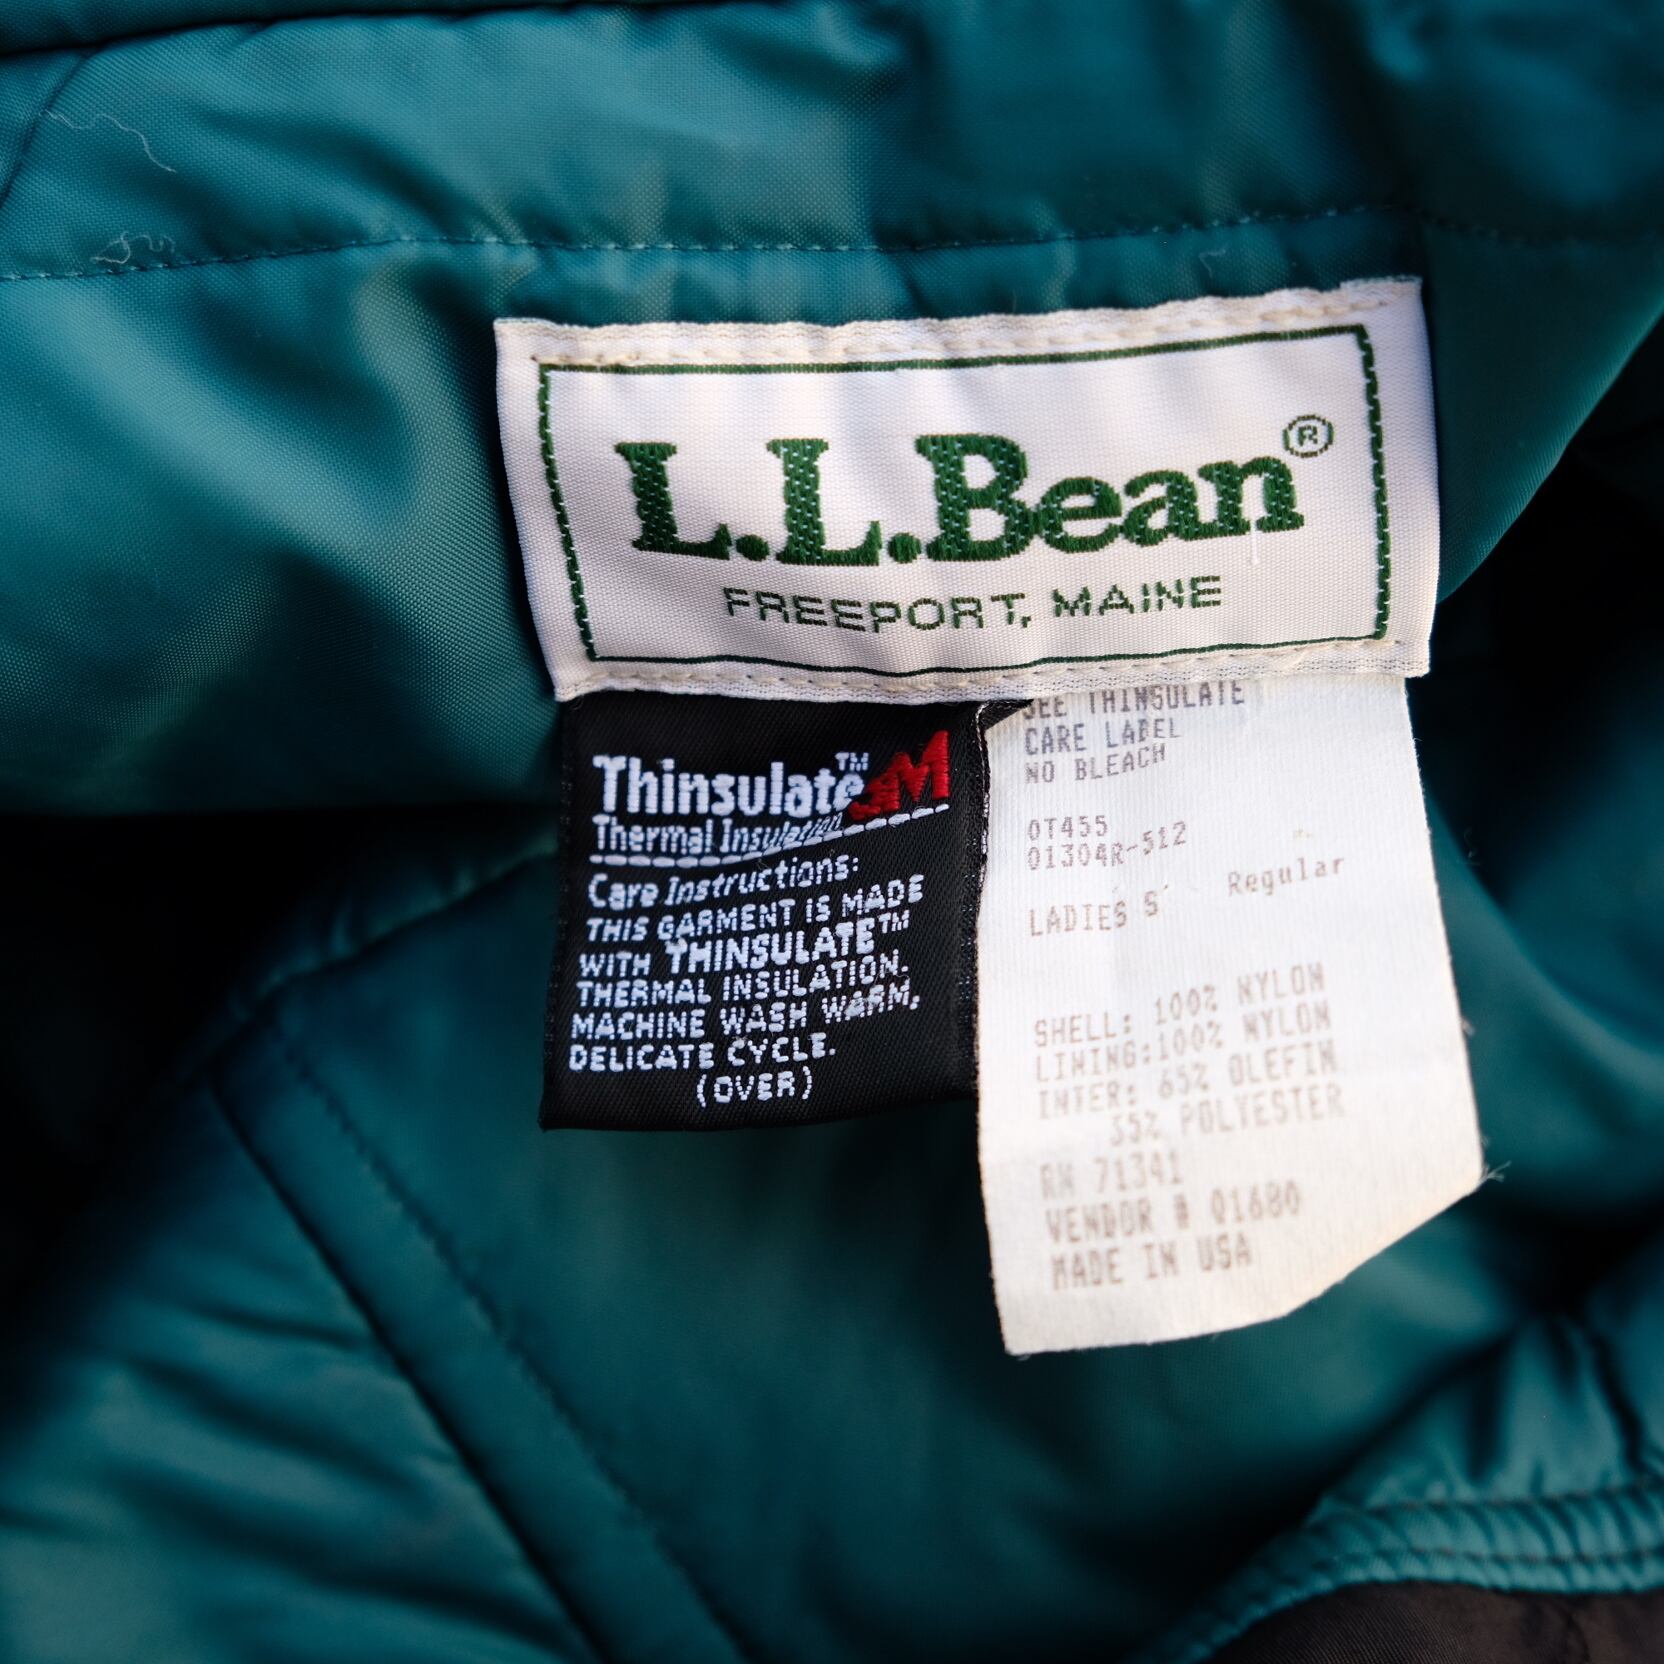 L.L.Bean®
FREEPORT, MAINE
Thinsulate™ 3M
Thermal Insulation
Care Instructions:
THIS GARMENT IS MADE
WITH THINSULATE™
THERMAL INSULATION.
MACHINE WASH WARM,
DELICATE CYCLE.
(OVER)
SEE THINSULATE
CARE LABEL
NO BLEACH
0T455
01304R-512
LADIES S Regular
SHELL: 100% NYLON
LINING:100% NYLON
INTER: 65% OLEFIN
35% POLYESTER
RN 71341
VENDOR # Q1680
MADE IN USA